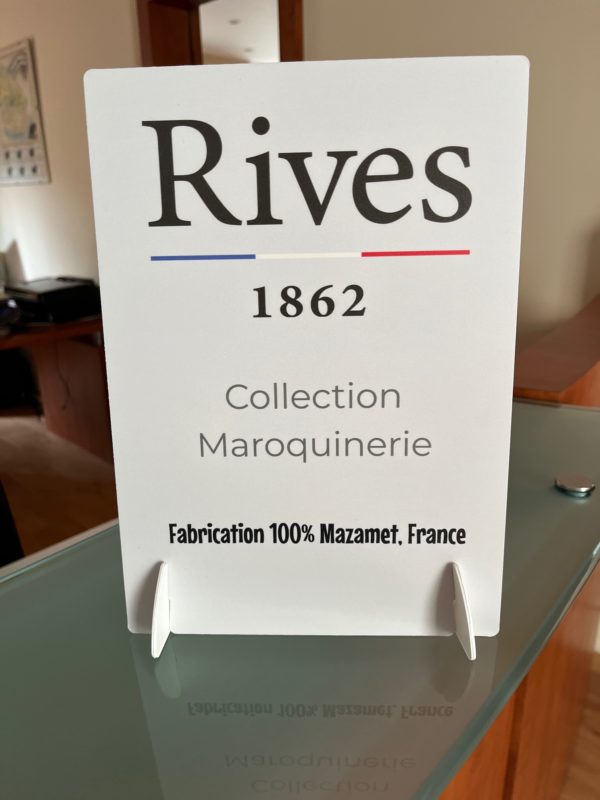 Rives
1862
Collection
Maroquinerie
Fabrication 100% Mazamet, France